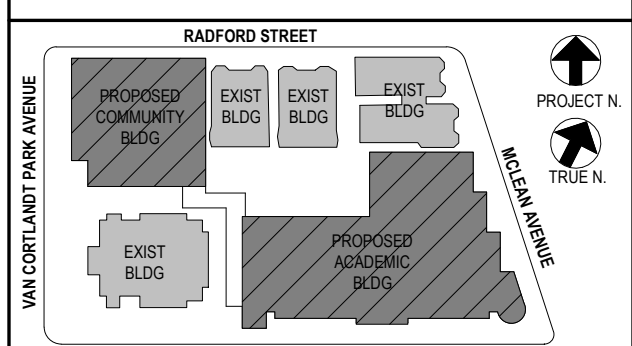 RADFORD STREET
VAN CORTLANDT PARK AVENUE
PROPOSED
COMMUNITY
BLDG
EXIST
BLDG
EXIST
BLDG
EXIST
BLDG
PROJECT N.
TRUE N.
MCLEAN AVENUE
EXIST
BLDG
PROPOSED
ACADEMIC
BLDG